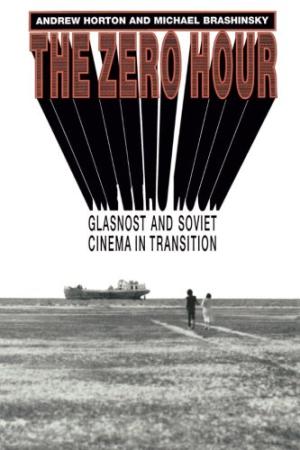 ANDREW HORTON AND MICHAEL BRASHINSKY
THE ZERO HOUR
GLASNOST AND SOVIET
CINEMA IN TRANSITION